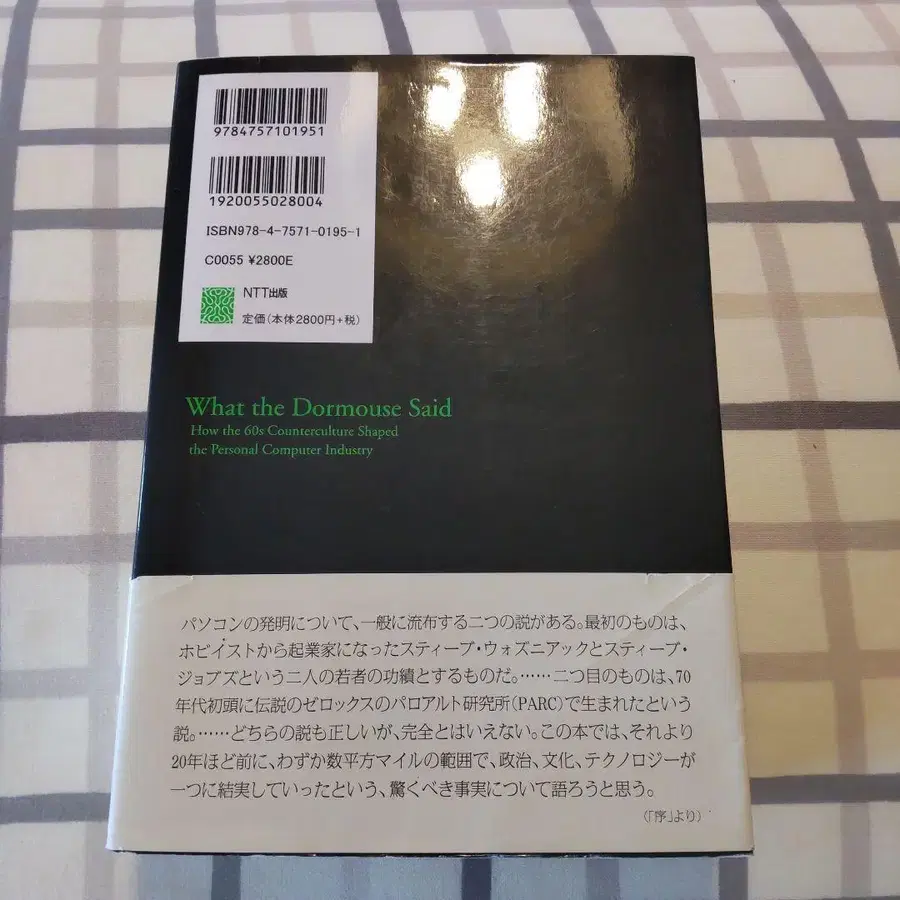 9784757101951
1920055028004
ISBN978-4-7571-0195-1
C0055 ¥2800E
NTT出版
定価(本体2800円+税)
What the Dormouse Said
How the 60s Counterculture Shaped
the Personal Computer Industry
パソコンの発明について、一般に流布する二つの説がある。最初のものは、
ホビイストから起業家になったスティーブ・ウォズニアックとスティーブ・
ジョブズという二人の若者の功績とするものだ。……二つ目のものは、70
年代初頭に伝説のゼロックスのパロアルト研究所(PARC)で生まれたという
説。……どちらの説も正しいが、完全とはいえない。この本では、それより
20年ほど前に、わずか数平方マイルの範囲で、政治、文化、テクノロジーが
一つに結実していったという、驚くべき事実について語ろうと思う。
(「序」より)